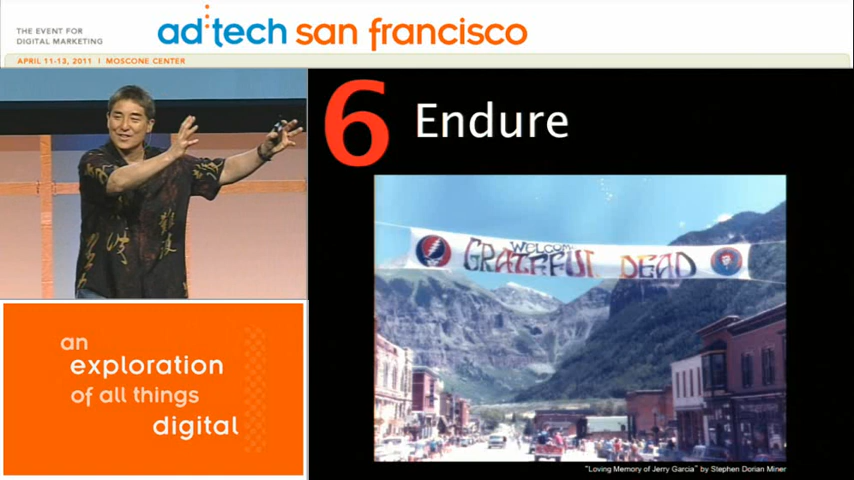 THE EVENT FOR
DIGITAL MARKETING
ad:tech san francisco
APRIL 11-13, 2011 | MOSCONE CENTER
6 Endure
WELCOME
GRATEFUL DEAD
an
exploration
of all things
digital
"Loving Memory of Jerry Garcia" by Stephen Dorian Miner